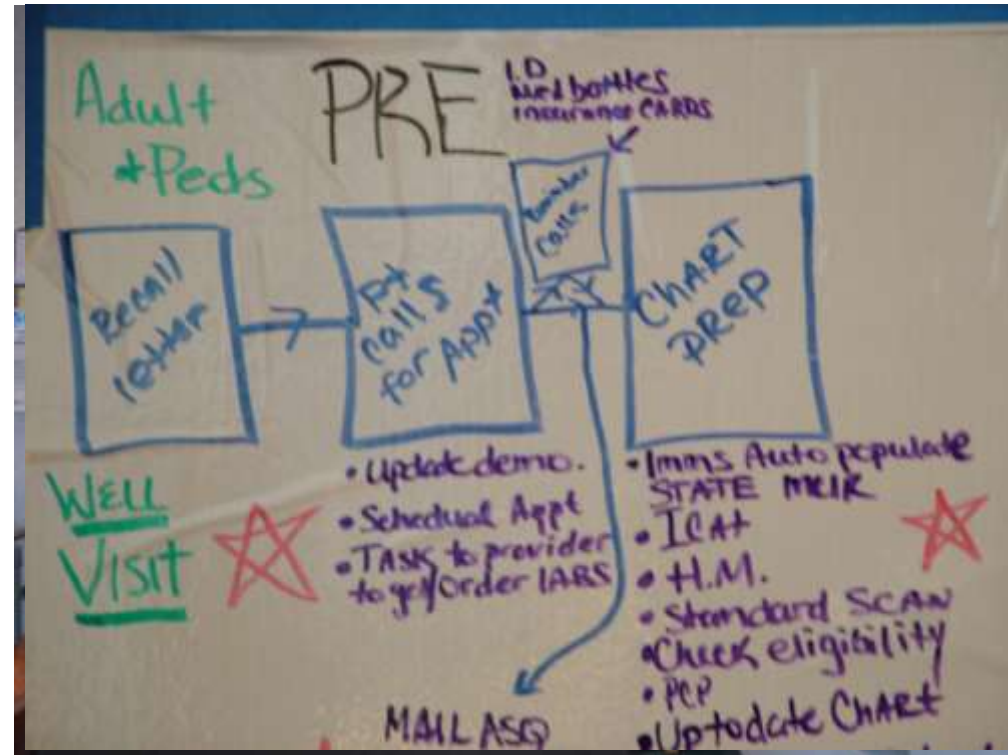 Adult
+Peds
PRE
I.D
Med bottles
insurance CARDS
Recall
letter
Pt
calls
for Appt
Reminder
calls
ChART
PReP
WELL
VISIT
• Update demo.
• Schedual Appt
• TASK to provider
to get/Order LABS
• Imms Auto populate
STATE MCIR
• ICAt
• H.M.
• Standard SCAN
• Check eligibility
• PCP
• Uptodate ChARt
MAIL ASQ